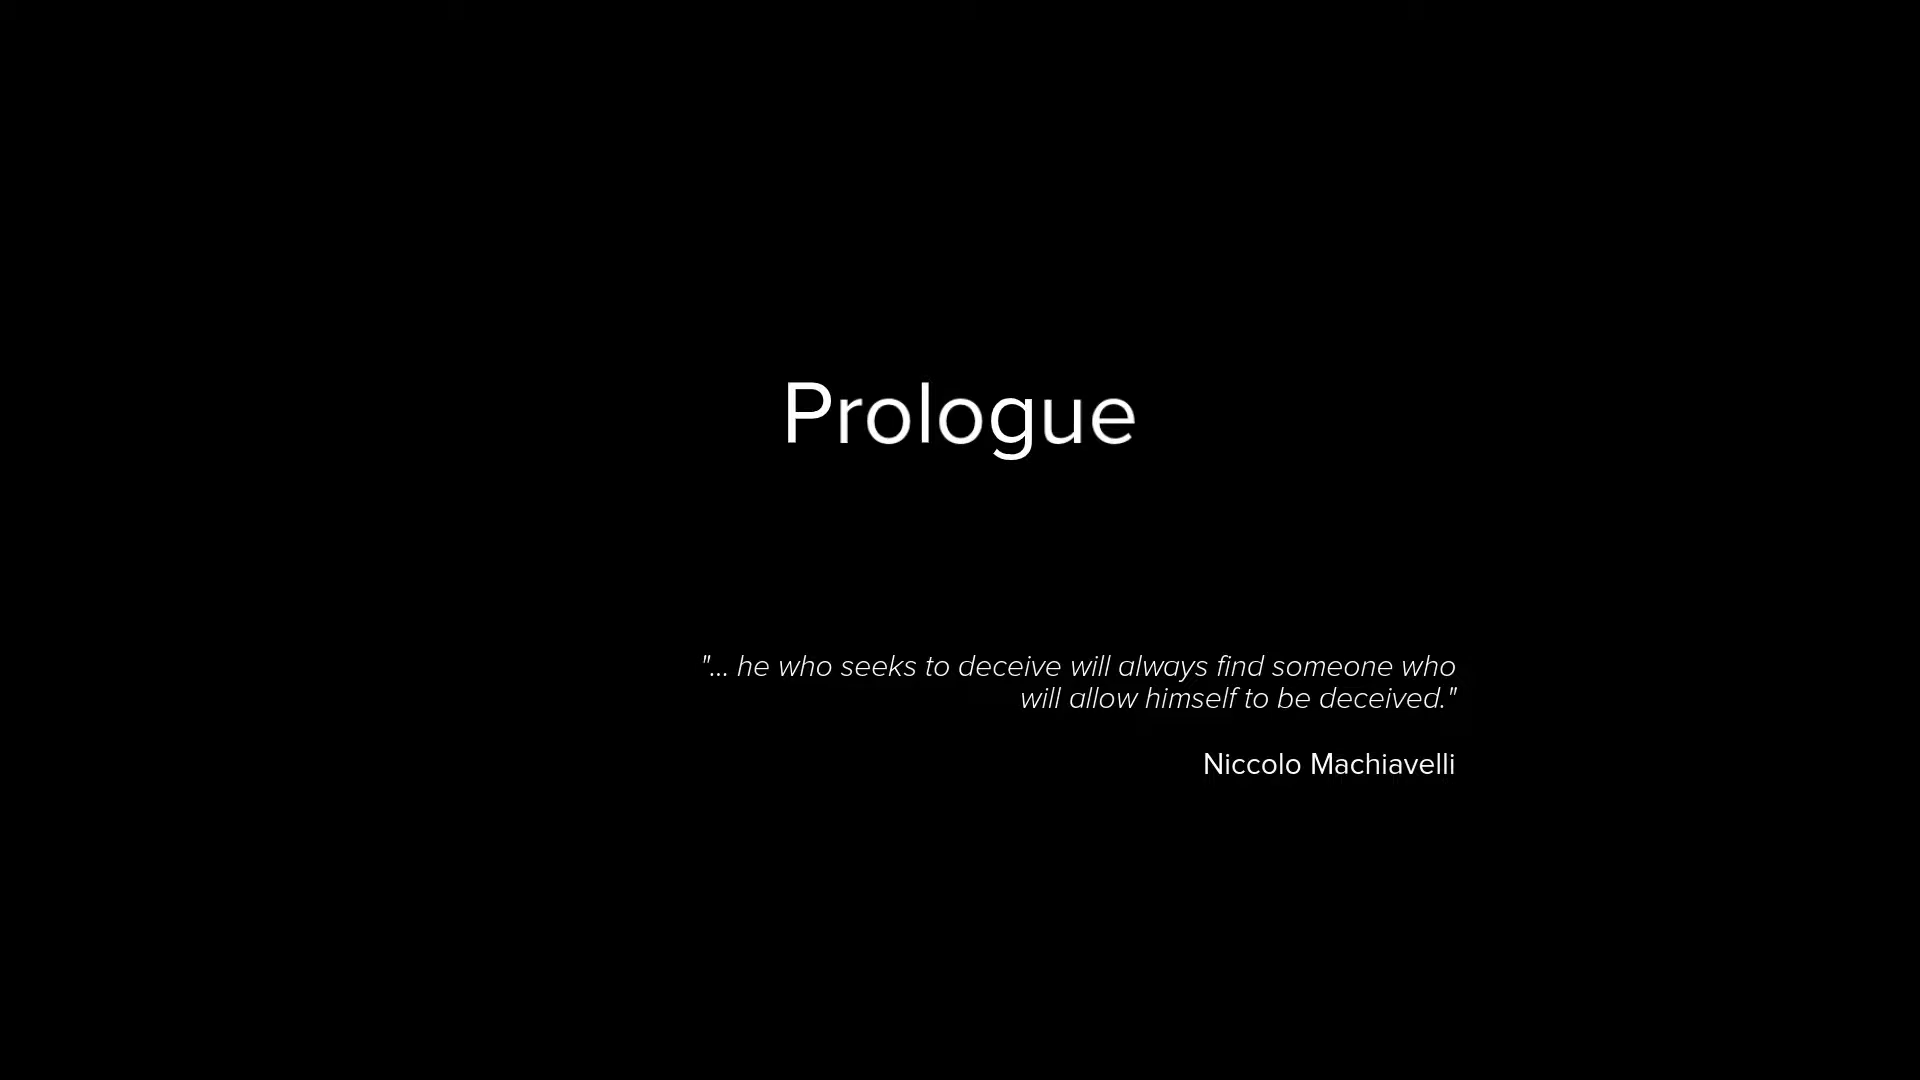 Prologue
"... he who seeks to deceive will always find someone who
will allow himself to be deceived."
Niccolo Machiavelli